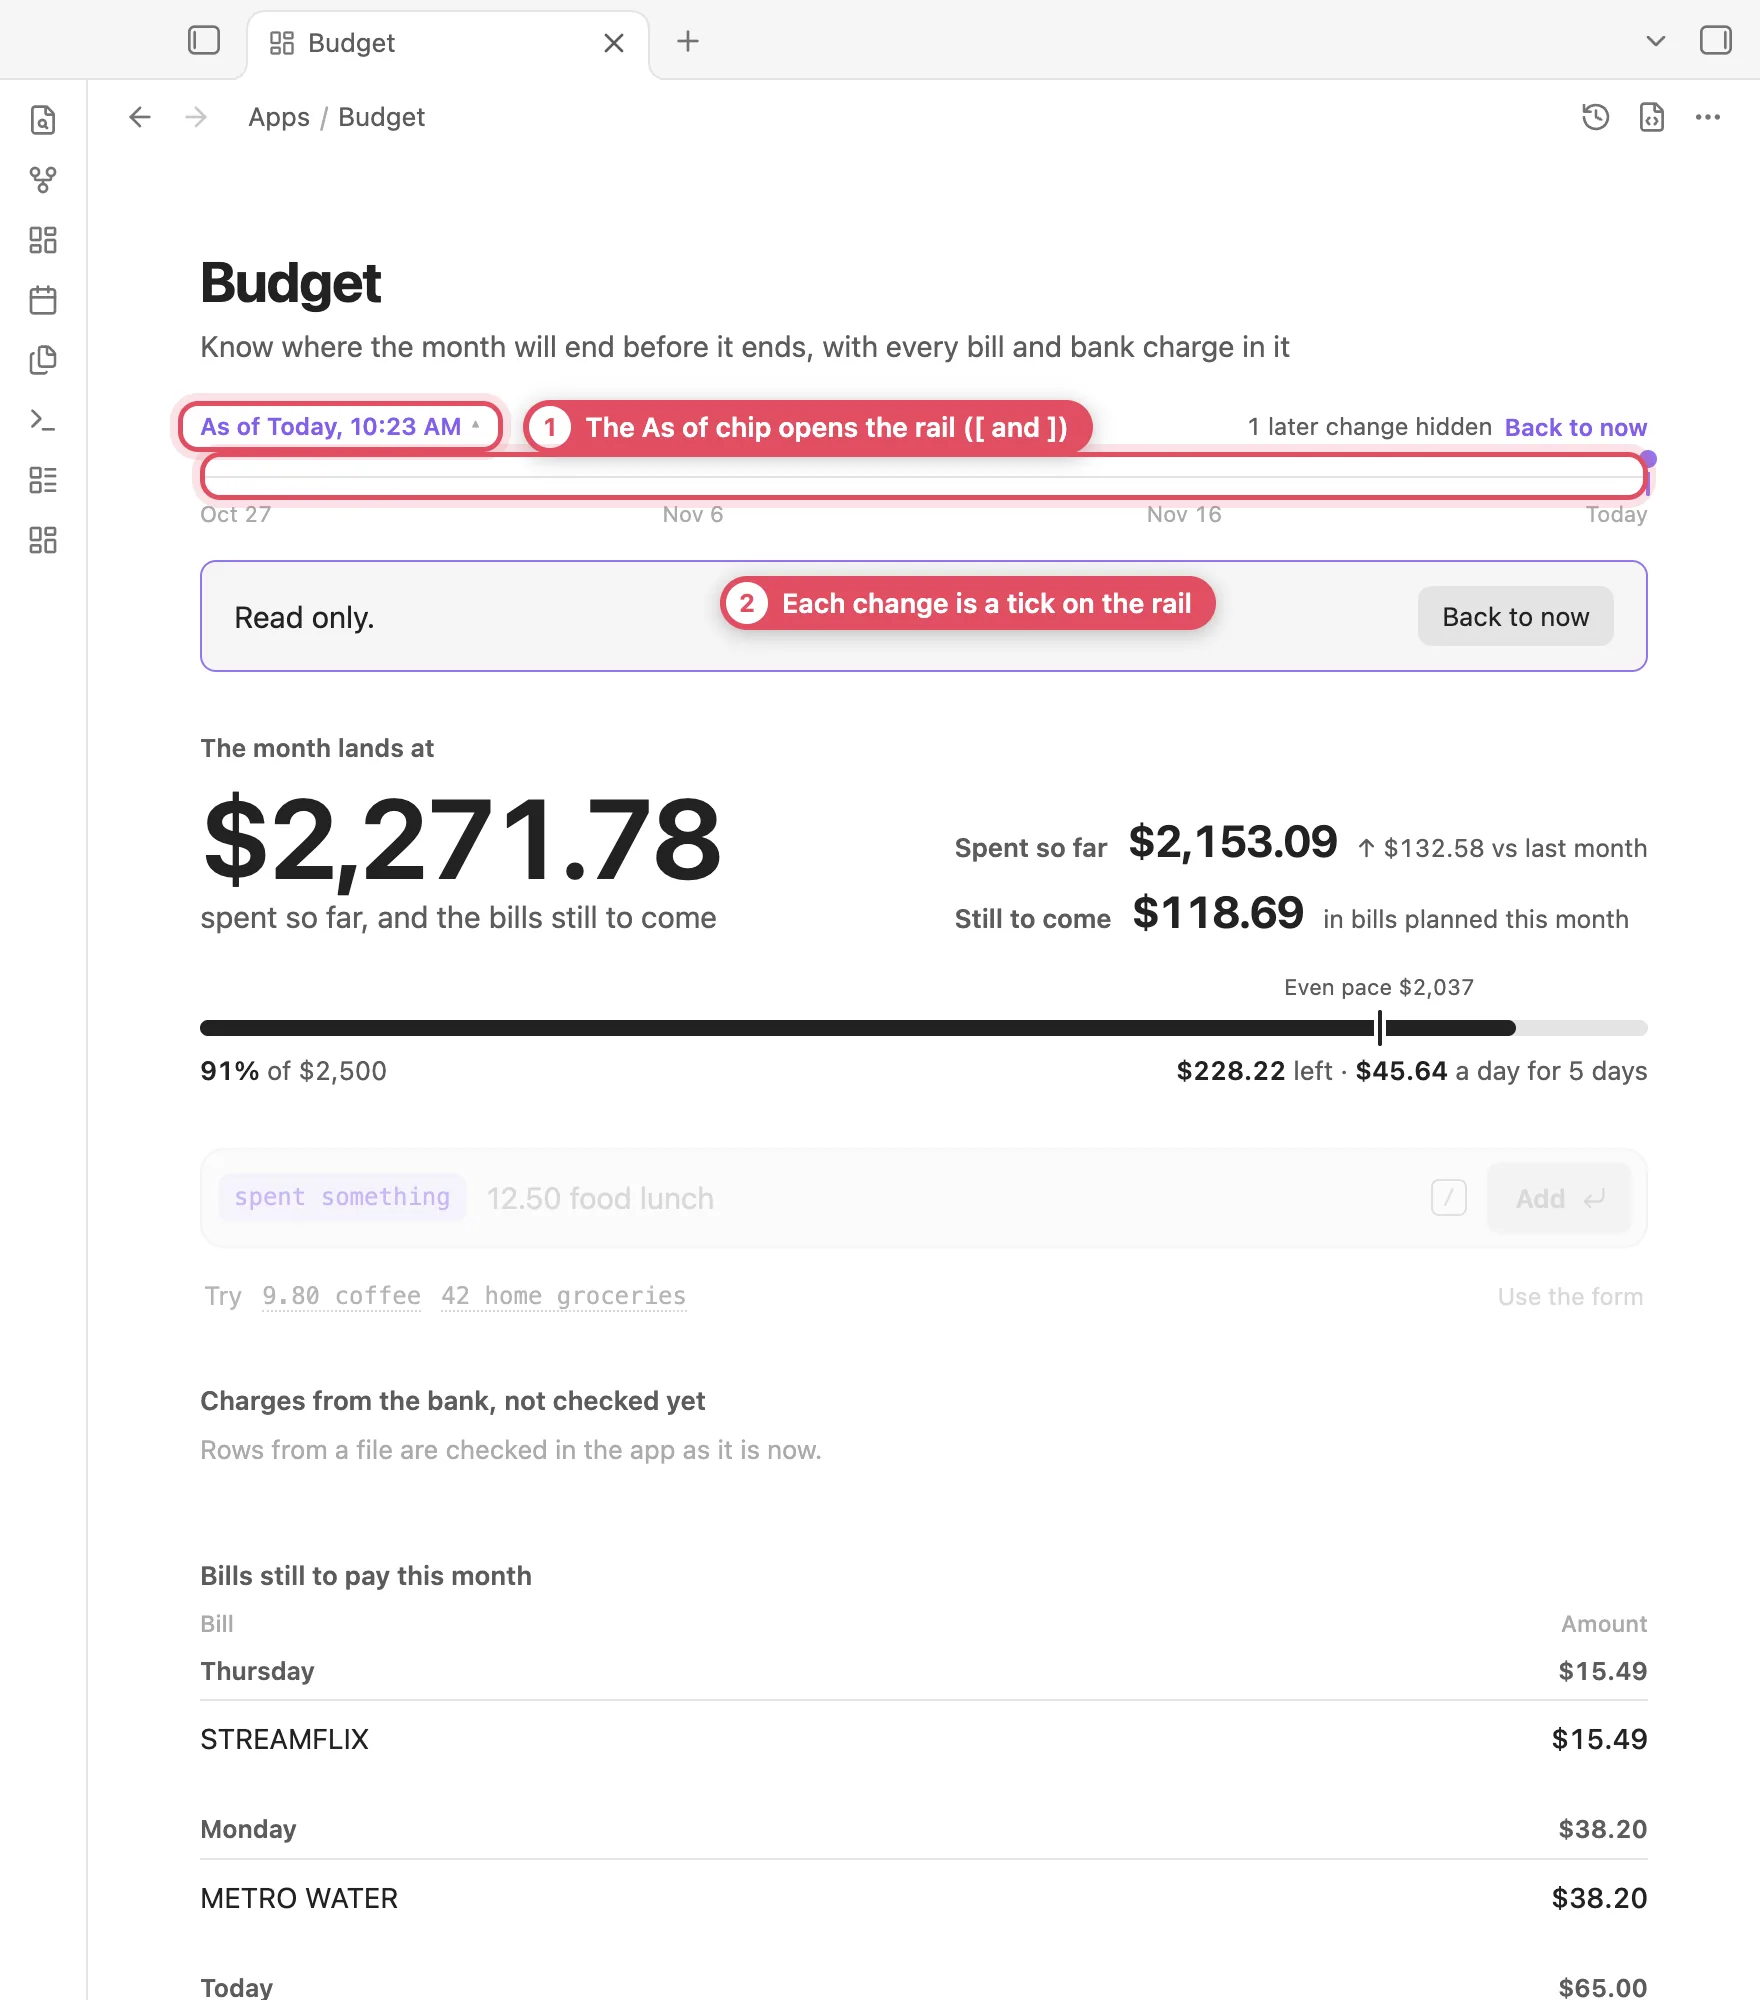 Budget
Apps / Budget
Budget
Know where the month will end before it ends, with every bill and bank charge in it
As of Today, 10:23 AM
1 The As of chip opens the rail ([ and ])
1 later change hidden Back to now
Oct 27 Nov 6 Nov 16 Today
Read only.
2 Each change is a tick on the rail
Back to now
The month lands at
$2,271.78
spent so far, and the bills still to come
Spent so far $2,153.09 ↑ $132.58 vs last month
Still to come $118.69 in bills planned this month
Even pace $2,037
91% of $2,500
$228.22 left · $45.64 a day for 5 days
spent something 12.50 food lunch / Add
Try 9.80 coffee 42 home groceries Use the form
Charges from the bank, not checked yet
Rows from a file are checked in the app as it is now.
Bills still to pay this month
Bill Amount
Thursday $15.49
STREAMFLIX $15.49
Monday $38.20
METRO WATER $38.20
Today $65.00